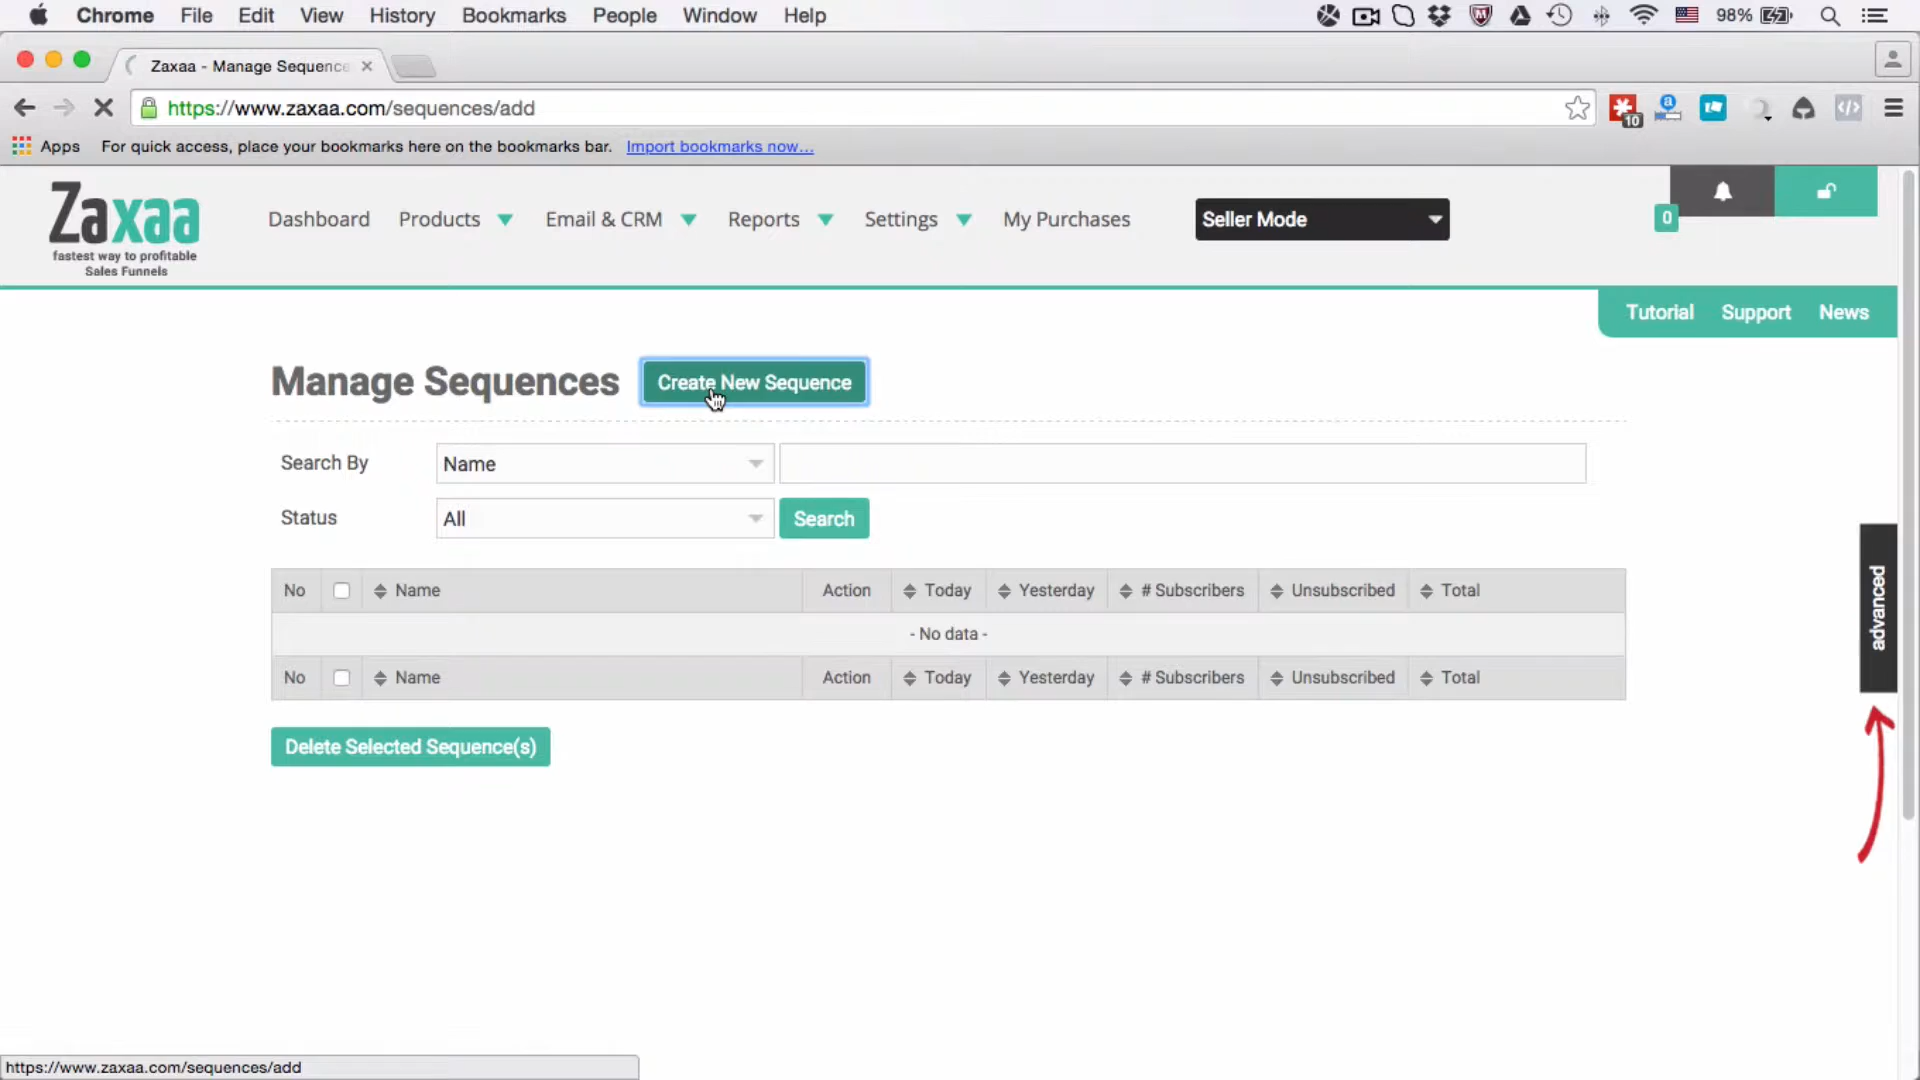 Chrome File Edit View History Bookmarks People Window Help 98%
Zaxaa - Manage Sequence
https://www.zaxaa.com/sequences/add
10
a
Apps For quick access, place your bookmarks here on the bookmarks bar. Import bookmarks now...
Zaxaa
fastest way to profitable
Sales Funnels
Dashboard Products Email & CRM Reports Settings My Purchases Seller Mode
0
Tutorial Support News
Manage Sequences Create New Sequence
Search By Name
Status All Search
No Name Action Today Yesterday # Subscribers Unsubscribed Total
- No data -
No Name Action Today Yesterday # Subscribers Unsubscribed Total
Delete Selected Sequence(s)
advanced
https://www.zaxaa.com/sequences/add